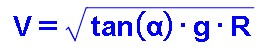 V = √tan(α)·g·R